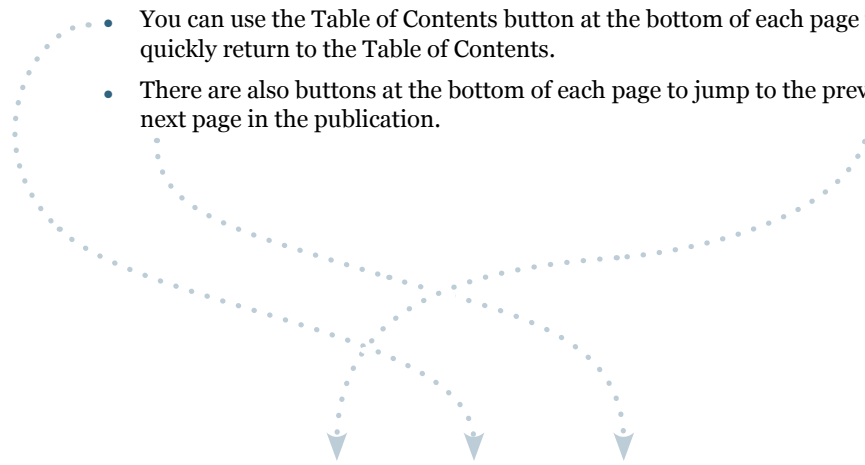 • You can use the Table of Contents button at the bottom of each page
quickly return to the Table of Contents.
• There are also buttons at the bottom of each page to jump to the prev
next page in the publication.